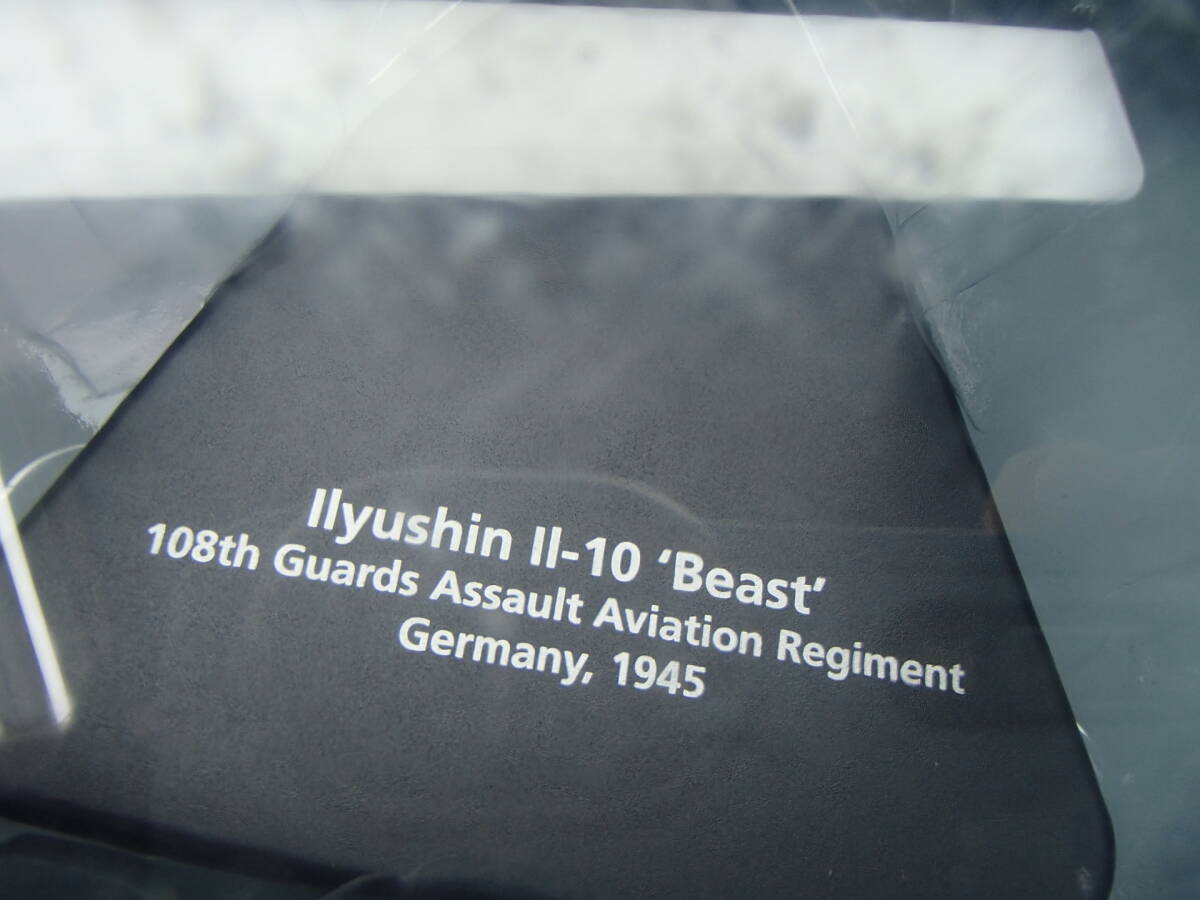 Ilyushin Il-10 ‘Beast’
108th Guards Assault Aviation Regiment
Germany, 1945